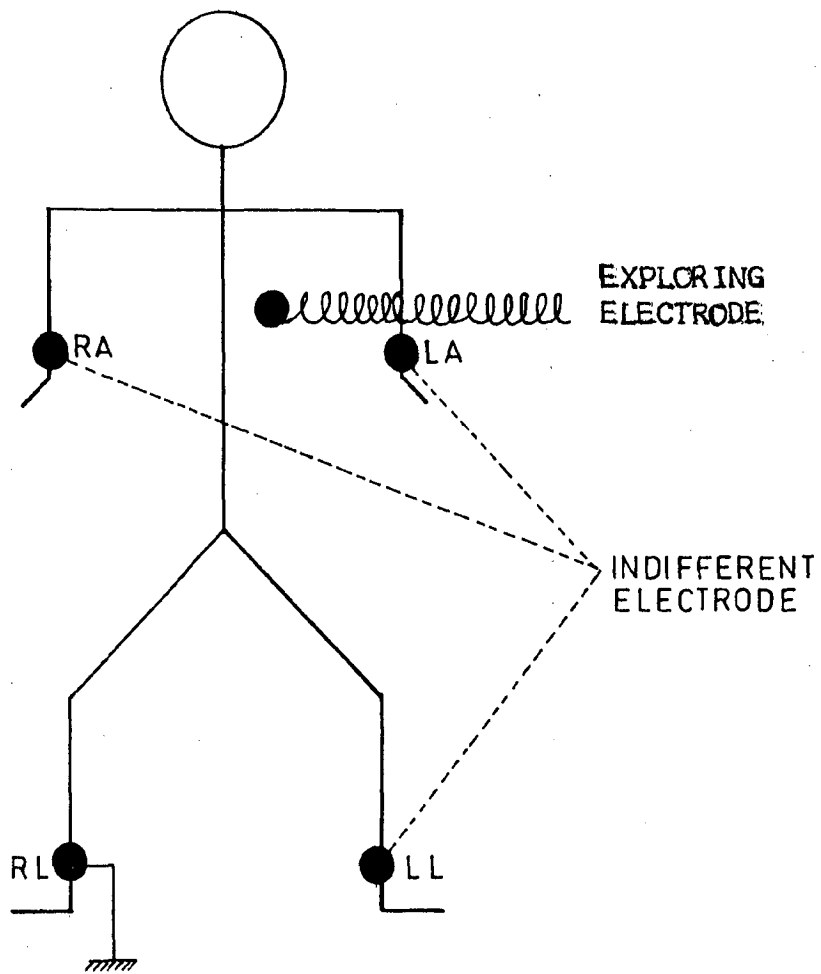 EXPLORING
ELECTRODE
RA
LA
INDIFFERENT
ELECTRODE
RL
LL